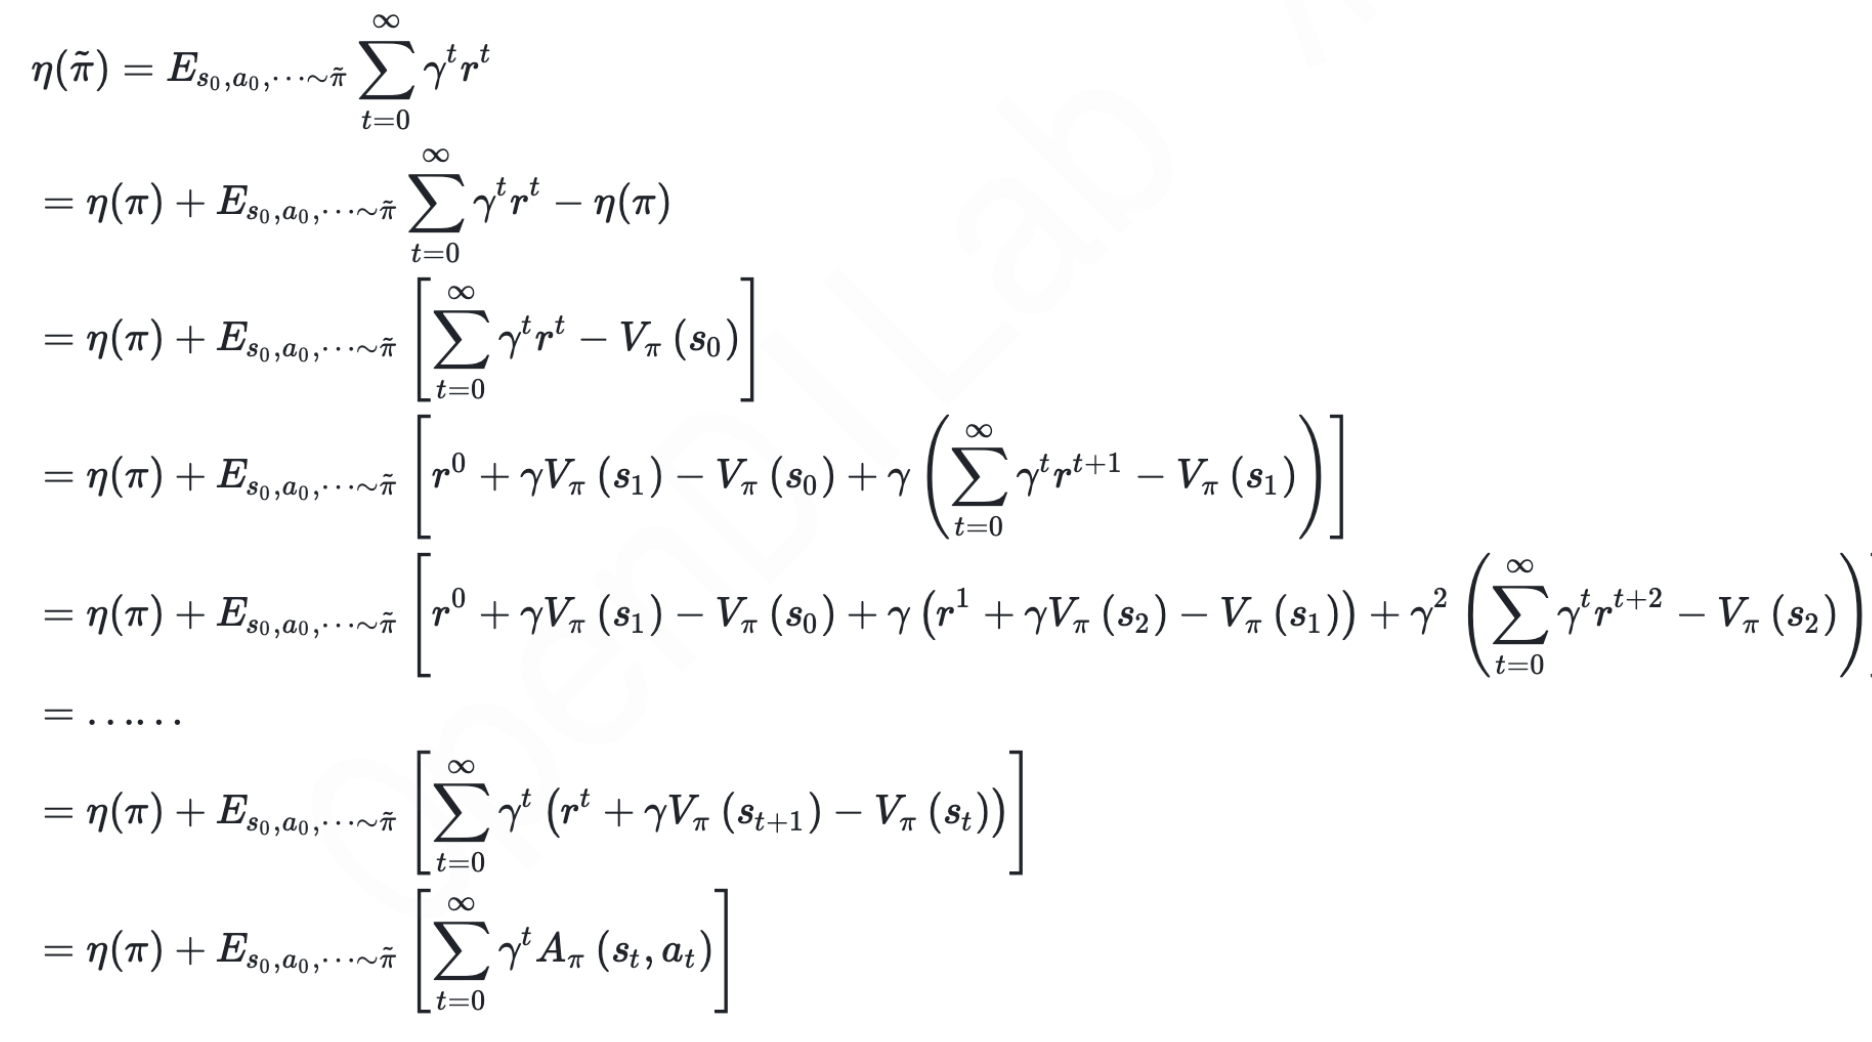 η(π̃) = E_{s_0,a_0,⋯∼π̃} ∑_{t=0}^{∞} γ^t r^t
= η(π) + E_{s_0,a_0,⋯∼π̃} ∑_{t=0}^{∞} γ^t r^t − η(π)
= η(π) + E_{s_0,a_0,⋯∼π̃} [∑_{t=0}^{∞} γ^t r^t − V_π (s_0)]
= η(π) + E_{s_0,a_0,⋯∼π̃} [r^0 + γV_π (s_1) − V_π (s_0) + γ (∑_{t=0}^{∞} γ^t r^{t+1} − V_π (s_1))]
= η(π) + E_{s_0,a_0,⋯∼π̃} [r^0 + γV_π (s_1) − V_π (s_0) + γ (r^1 + γV_π (s_2) − V_π (s_1)) + γ^2 (∑_{t=0}^{∞} γ^t r^{t+2} − V_π (s_2))]
= ……
= η(π) + E_{s_0,a_0,⋯∼π̃} [∑_{t=0}^{∞} γ^t (r^t + γV_π (s_{t+1}) − V_π (s_t))]
= η(π) + E_{s_0,a_0,⋯∼π̃} [∑_{t=0}^{∞} γ^t A_π (s_t, a_t)]
OpenDILab